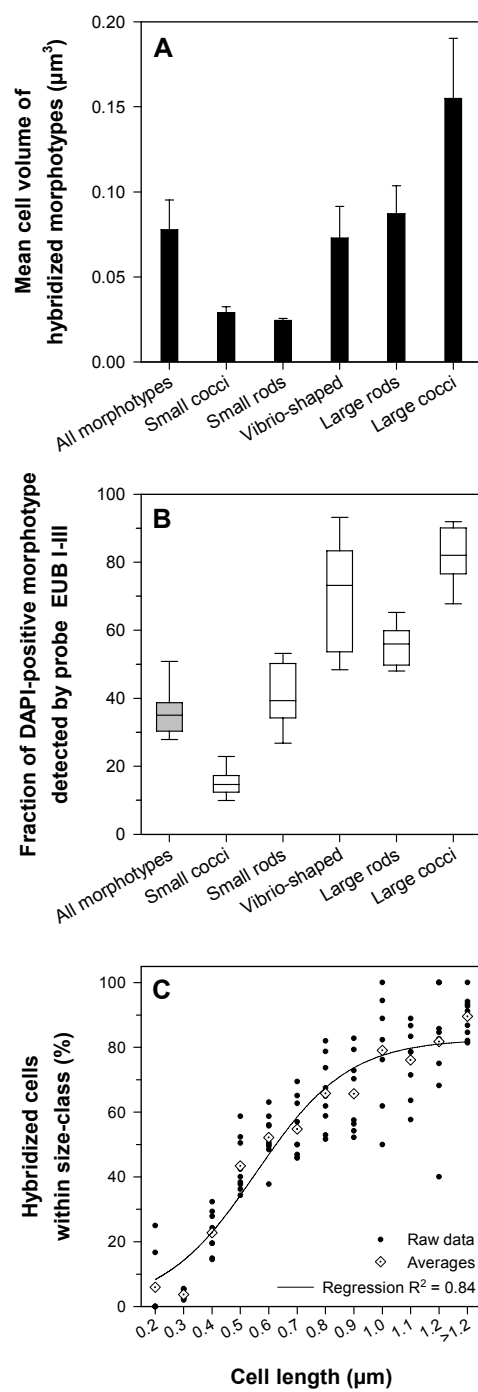 A
Mean cell volume of
hybridized morphotypes (µm³)
0.20
0.15
0.10
0.05
0.00
All morphotypes
Small cocci
Small rods
Vibrio-shaped
Large rods
Large cocci
B
Fraction of DAPI-positive morphotype
detected by probe EUB I-III
100
80
60
40
20
0
All morphotypes
Small cocci
Small rods
Vibrio-shaped
Large rods
Large cocci
C
Hybridized cells
within size-class (%)
100
80
60
40
20
0
Raw data
Averages
Regression R² = 0.84
0.2
0.3
0.4
0.5
0.6
0.7
0.8
0.9
1.0
1.1
1.2
>1.2
Cell length (µm)